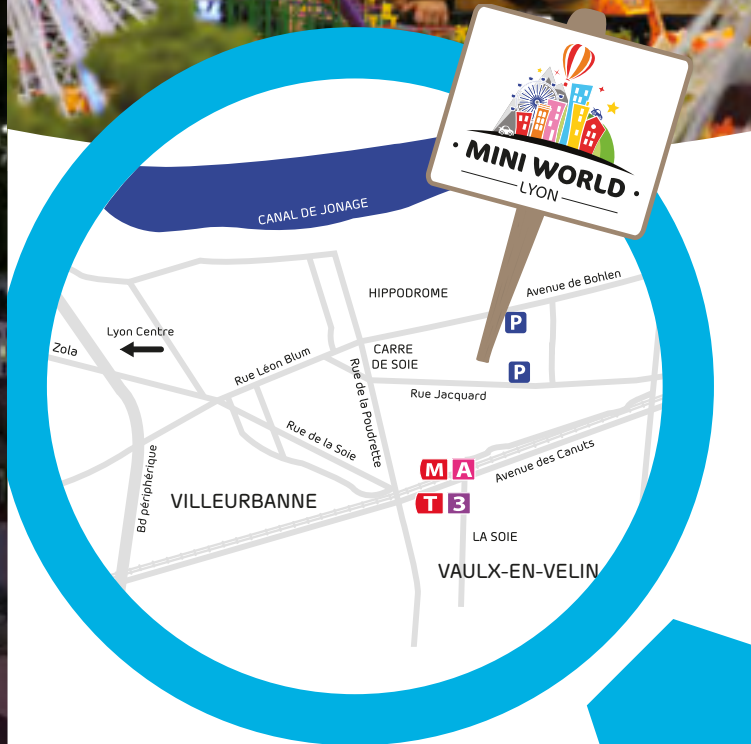 • MINI WORLD •
LYON
CANAL DE JONAGE
HIPPODROME
Avenue de Bohlen
P
Lyon Centre
Zola
CARRE
DE SOIE
P
Rue Léon Blum
Rue Jacquard
Rue de la Poudrette
Rue de la Soie
Bd périphérique
Avenue des Canuts
M A
T 3
VILLEURBANNE
LA SOIE
VAULX-EN-VELIN